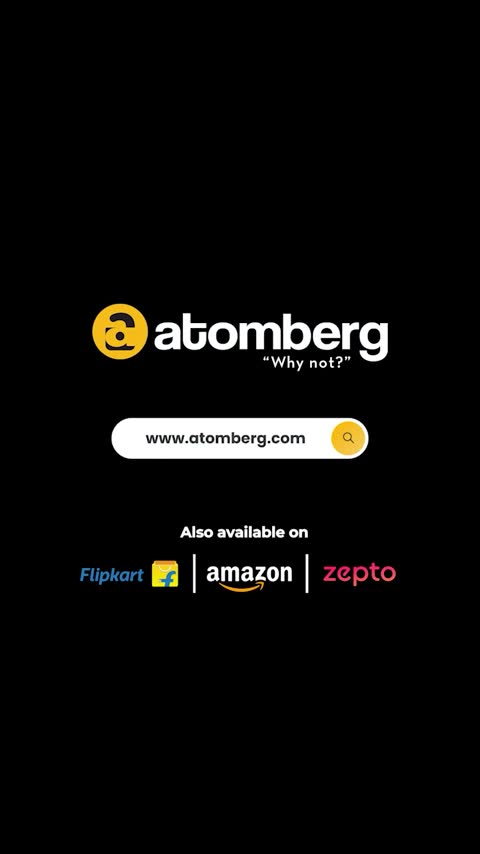 atomberg
“Why not?”
www.atomberg.com
Also available on
Flipkart | amazon | zepto